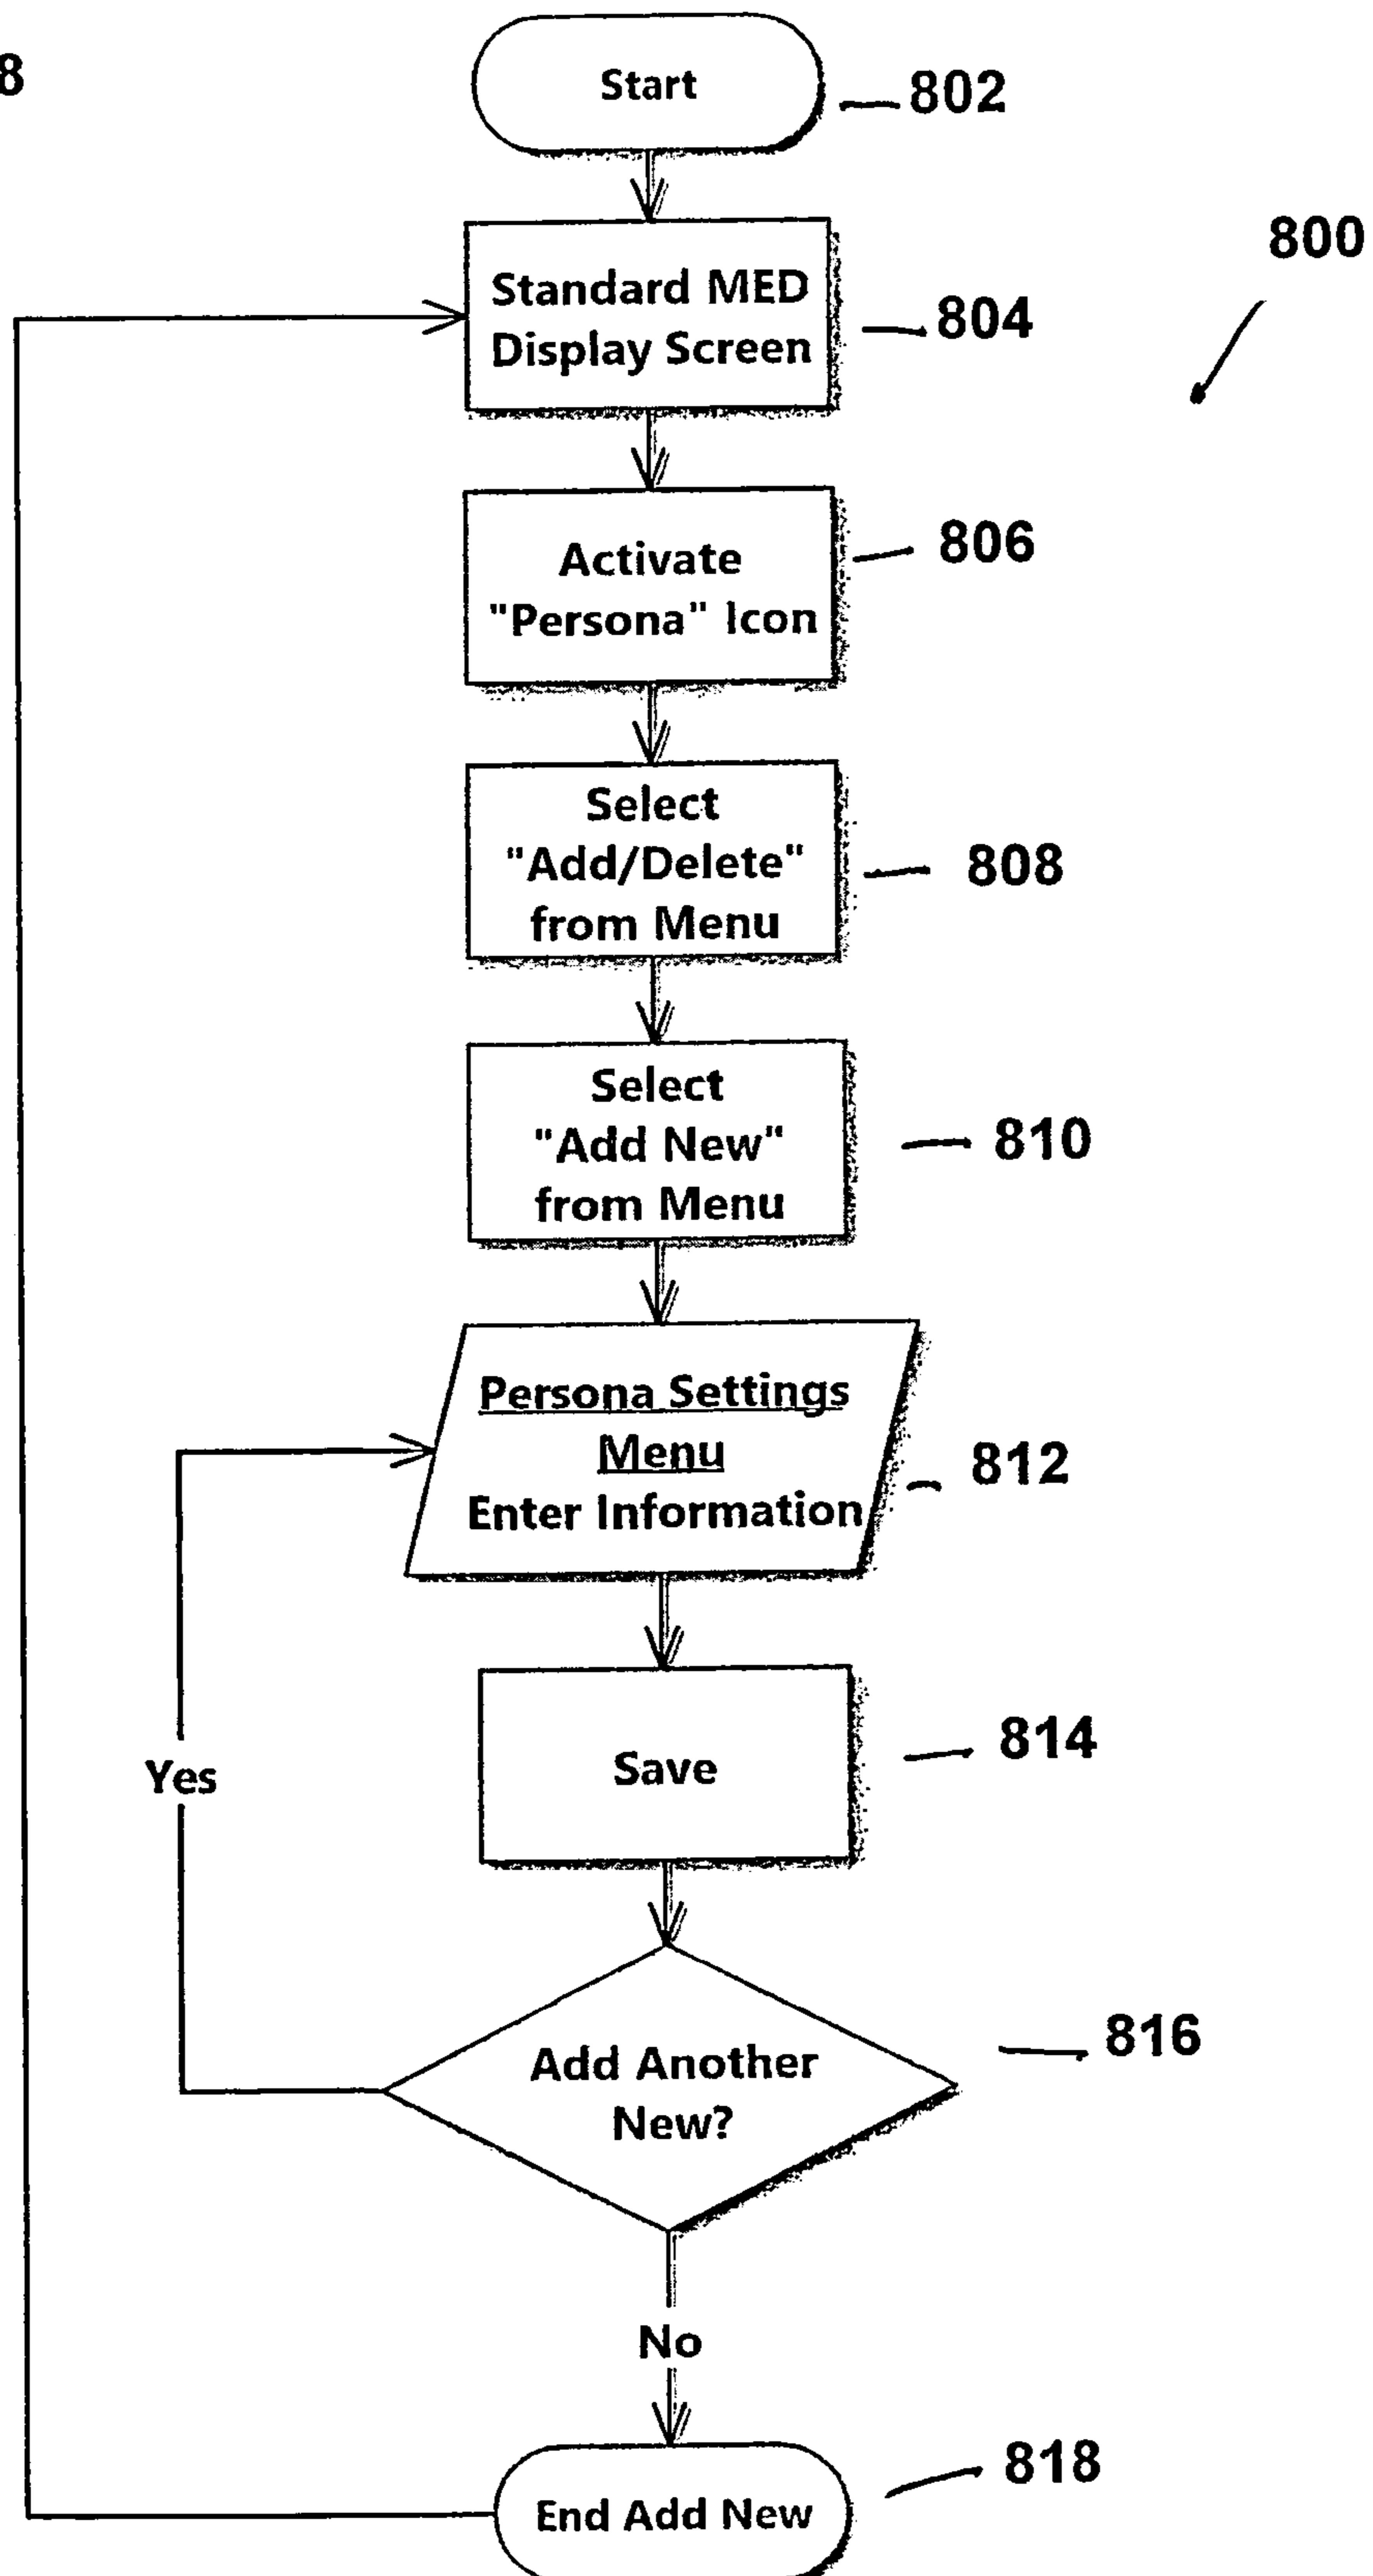 8
Start
802
800
Standard MED
Display Screen
804
Activate
"Persona" Icon
806
Select
"Add/Delete"
from Menu
808
Select
"Add New"
from Menu
810
Persona Settings
Menu
Enter Information
812
Save
814
Yes
Add Another
New?
816
No
End Add New
818